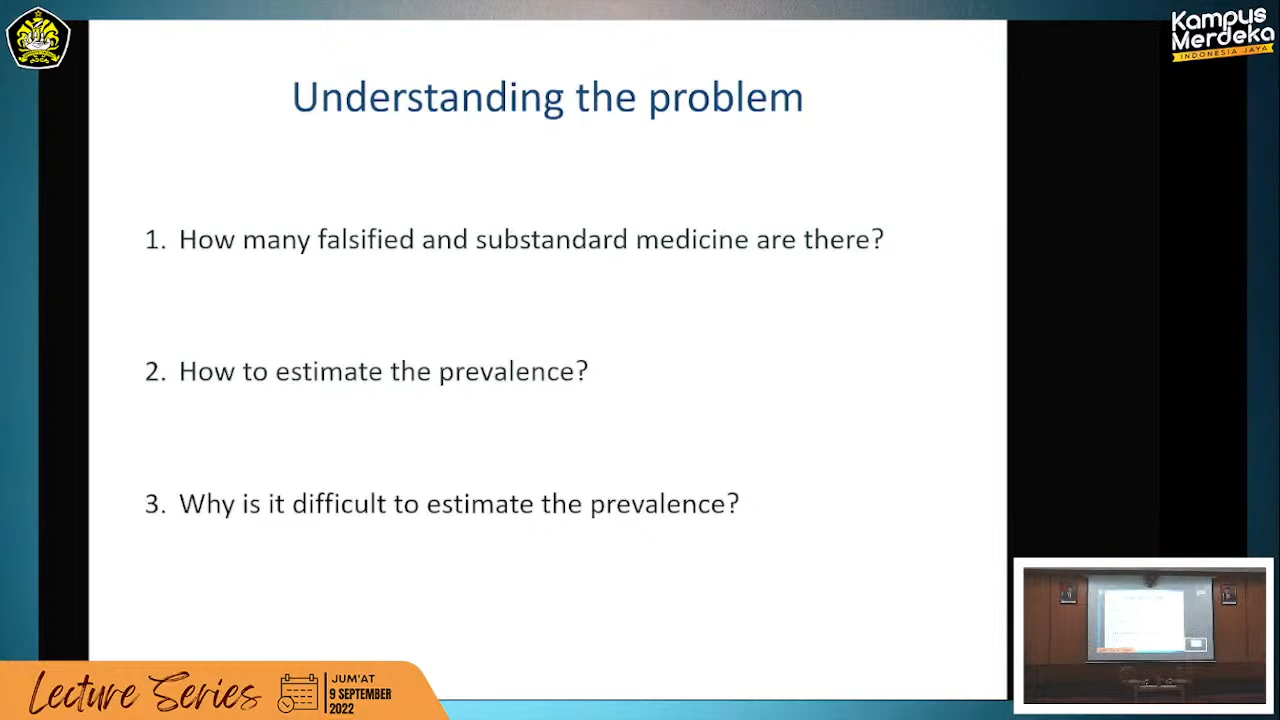 Kampus
Merdeka
INDONESIA JAYA
Understanding the problem
1. How many falsified and substandard medicine are there?
2. How to estimate the prevalence?
3. Why is it difficult to estimate the prevalence?
Lecture Series
JUM'AT
9 SEPTEMBER
2022